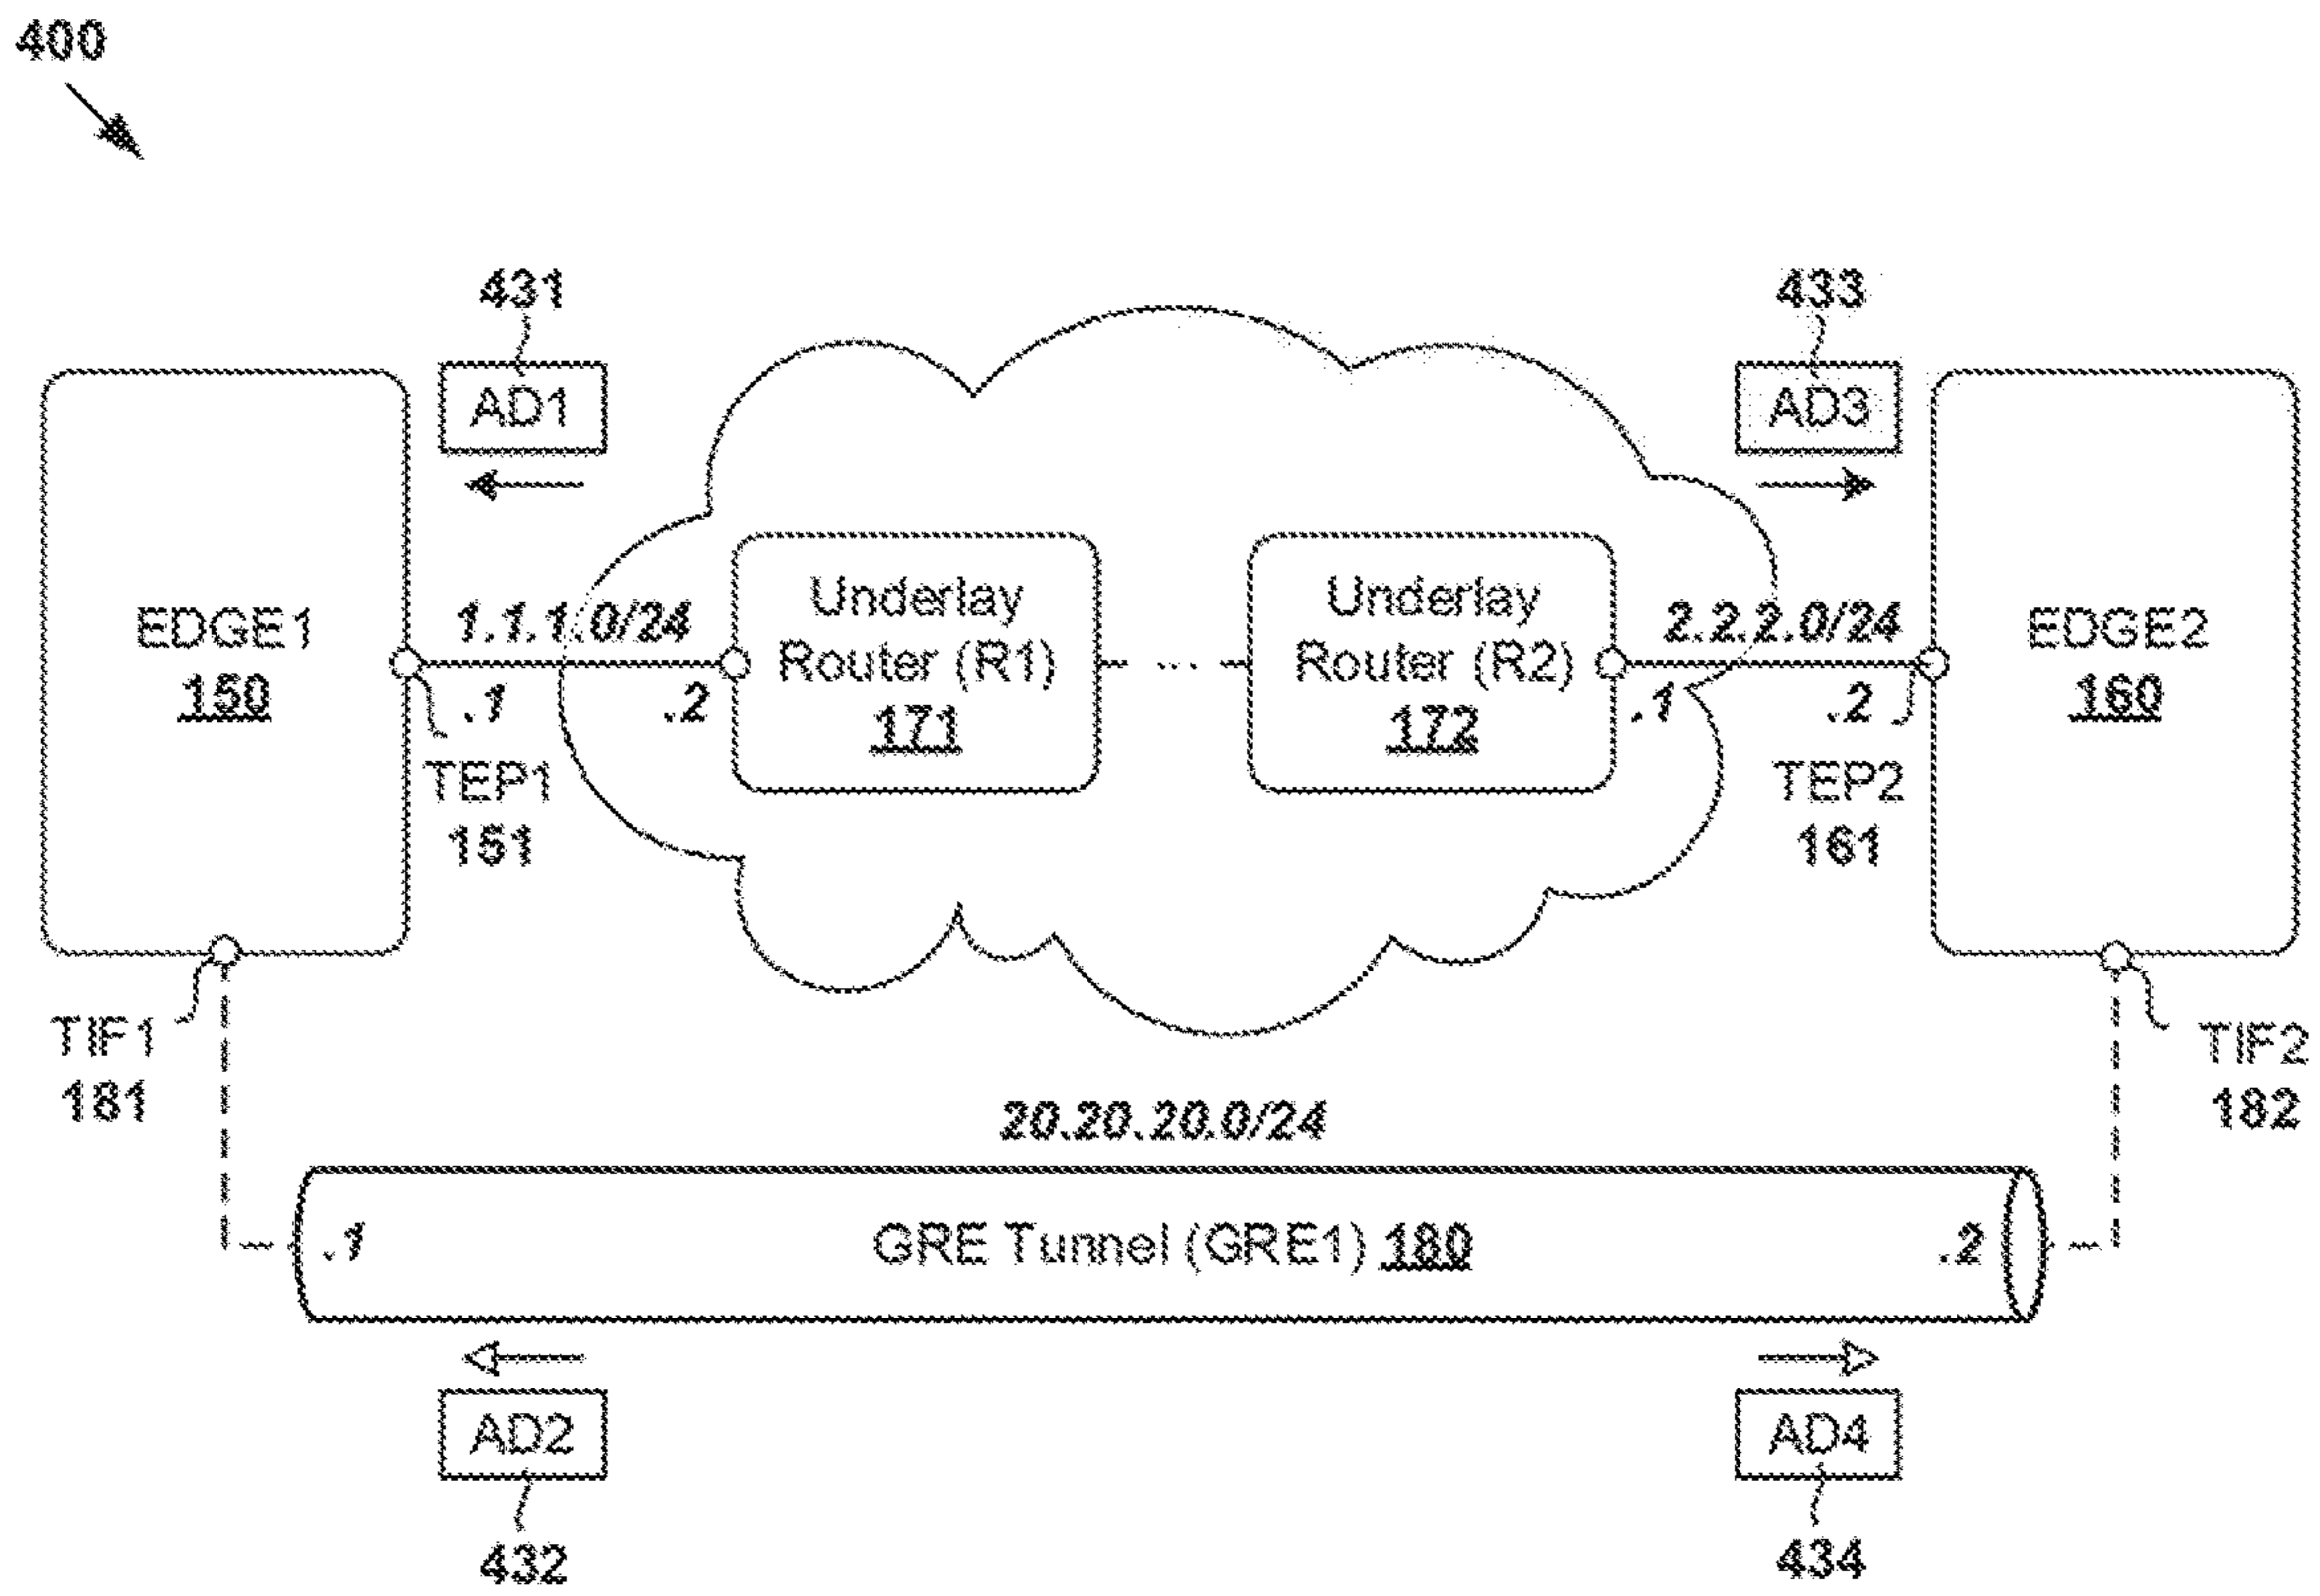 400
431
433
AD1
AD3
EDGE1
150
1.1.1.0/24
.1
.2
Underlay
Router (R1)
171
...
Underlay
Router (R2)
172
2.2.2.0/24
.1
.2
EDGE2
160
TEP1
151
TEP2
161
TIF1
181
TIF2
182
20.20.20.0/24
.1
GRE Tunnel (GRE1) 180
.2
AD2
AD4
432
434